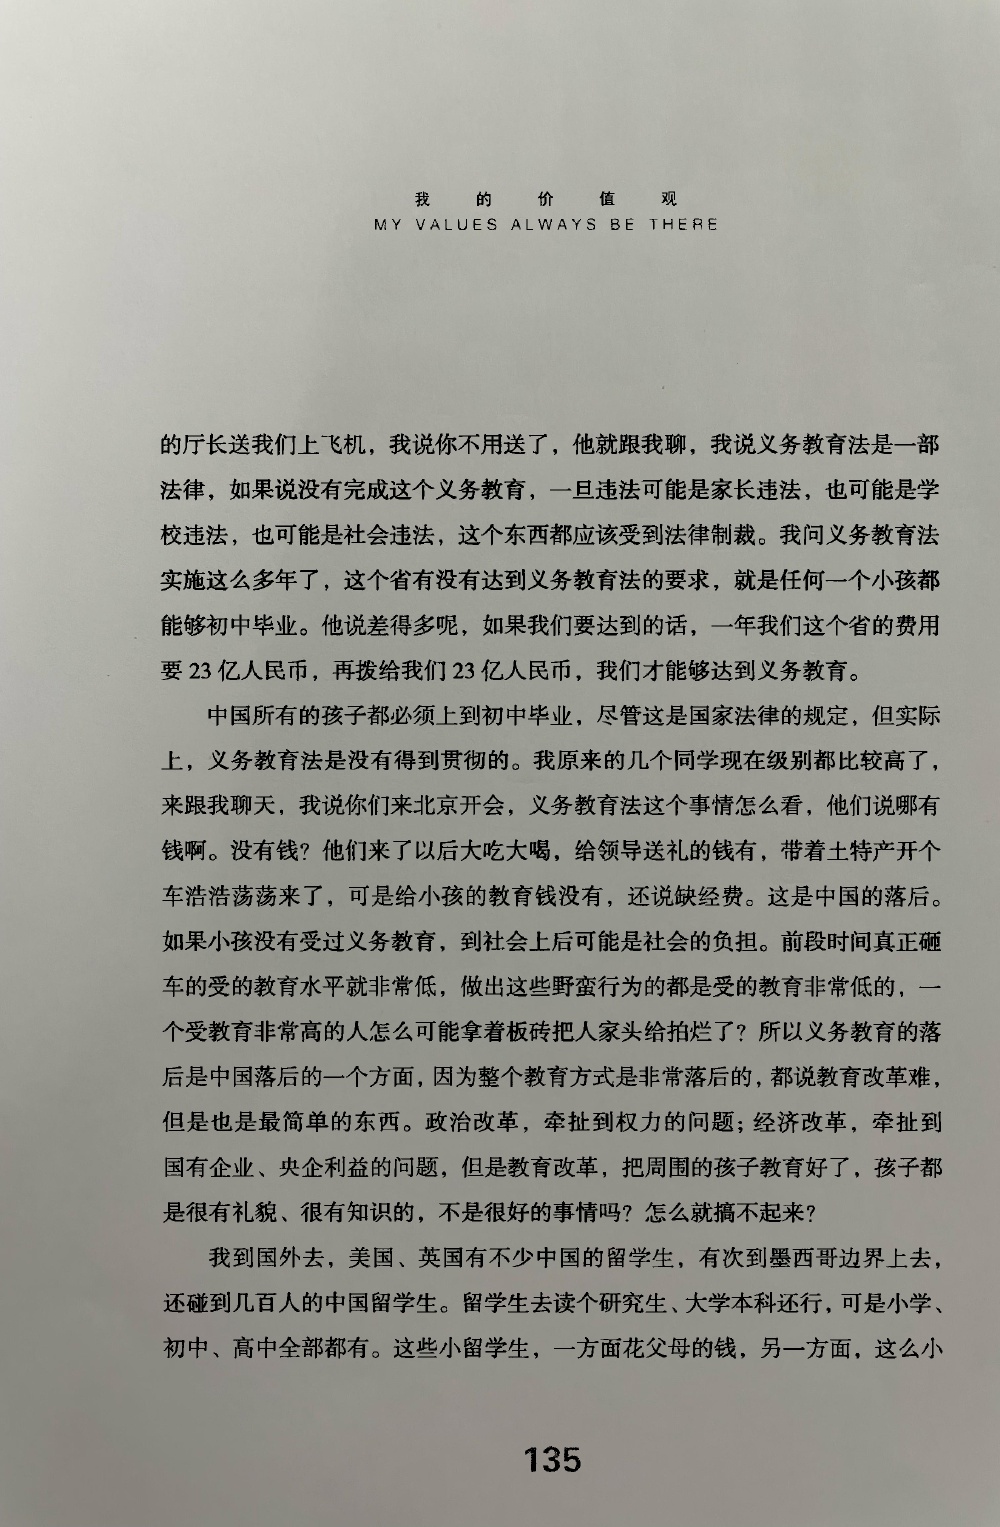 我的价值观
MY VALUES ALWAYS BE THERE
的厅长送我们上飞机，我说你不用送了，他就跟我聊，我说义务教育法是一部
法律，如果说没有完成这个义务教育，一旦违法可能是家长违法，也可能是学
校违法，也可能是社会违法，这个东西都应该受到法律制裁。我问义务教育法
实施这么多年了，这个省有没有达到义务教育法的要求，就是任何一个小孩都
能够初中毕业。他说差得多呢，如果我们要达到的话，一年我们这个省的费用
要 23 亿人民币，再拨给我们 23 亿人民币，我们才能够达到义务教育。
中国所有的孩子都必须上到初中毕业，尽管这是国家法律的规定，但实际
上，义务教育法是没有得到贯彻的。我原来的几个同学现在级别都比较高了，
来跟我聊天，我说你们来北京开会，义务教育法这个事情怎么看，他们说哪有
钱啊。没有钱？他们来了以后大吃大喝，给领导送礼的钱有，带着土特产开个
车浩浩荡荡来了，可是给小孩的教育钱没有，还说缺经费。这是中国的落后。
如果小孩没有受过义务教育，到社会上后可能是社会的负担。前段时间真正砸
车的受的教育水平就非常低，做出这些野蛮行为的都是受的教育非常低的，一
个受教育非常高的人怎么可能拿着板砖把人家头给拍烂了？所以义务教育的落
后是中国落后的一个方面，因为整个教育方式是非常落后的，都说教育改革难，
但是也是最简单的东西。政治改革，牵扯到权力的问题；经济改革，牵扯到
国有企业、央企利益的问题，但是教育改革，把周围的孩子教育好了，孩子都
是很有礼貌、很有知识的，不是很好的事情吗？怎么就搞不起来？
我到国外去，美国、英国有不少中国的留学生，有次到墨西哥边界上去，
还碰到几百人的中国留学生。留学生去读个研究生、大学本科还行，可是小学、
初中、高中全部都有。这些小留学生，一方面花父母的钱，另一方面，这么小
135